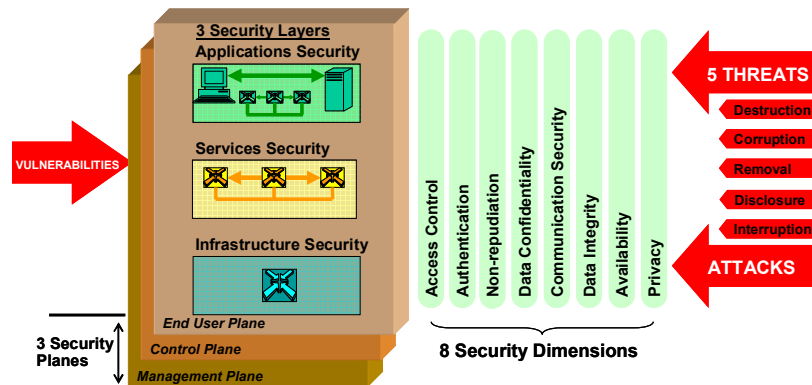 3 Security Layers
Applications Security
Services Security
Infrastructure Security
End User Plane
Control Plane
Management Plane
VULNERABILITIES
3 Security
Planes
Access Control
Authentication
Non-repudiation
Data Confidentiality
Communication Security
Data Integrity
Availability
Privacy
8 Security Dimensions
5 THREATS
Destruction
Corruption
Removal
Disclosure
Interruption
ATTACKS